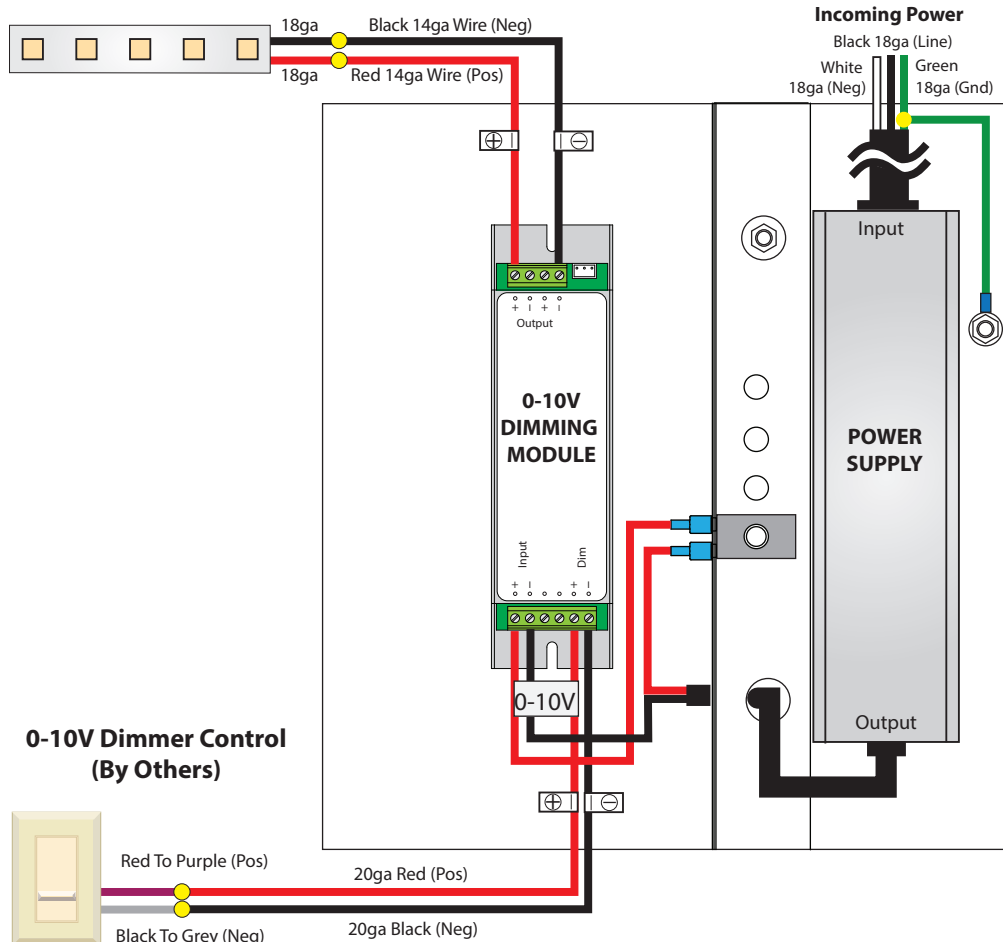 Incoming Power
Black 18ga (Line)
White
18ga (Neg)
Green
18ga (Gnd)
18ga
Black 14ga Wire (Neg)
18ga
Red 14ga Wire (Pos)
+
–
Input
+ – + –
Output
0-10V
DIMMING
MODULE
POWER
SUPPLY
Input
Dim
+ –
+ –
0-10V
Output
0-10V Dimmer Control
(By Others)
+
–
Red To Purple (Pos)
20ga Red (Pos)
Black To Grey (Neg)
20ga Black (Neg)